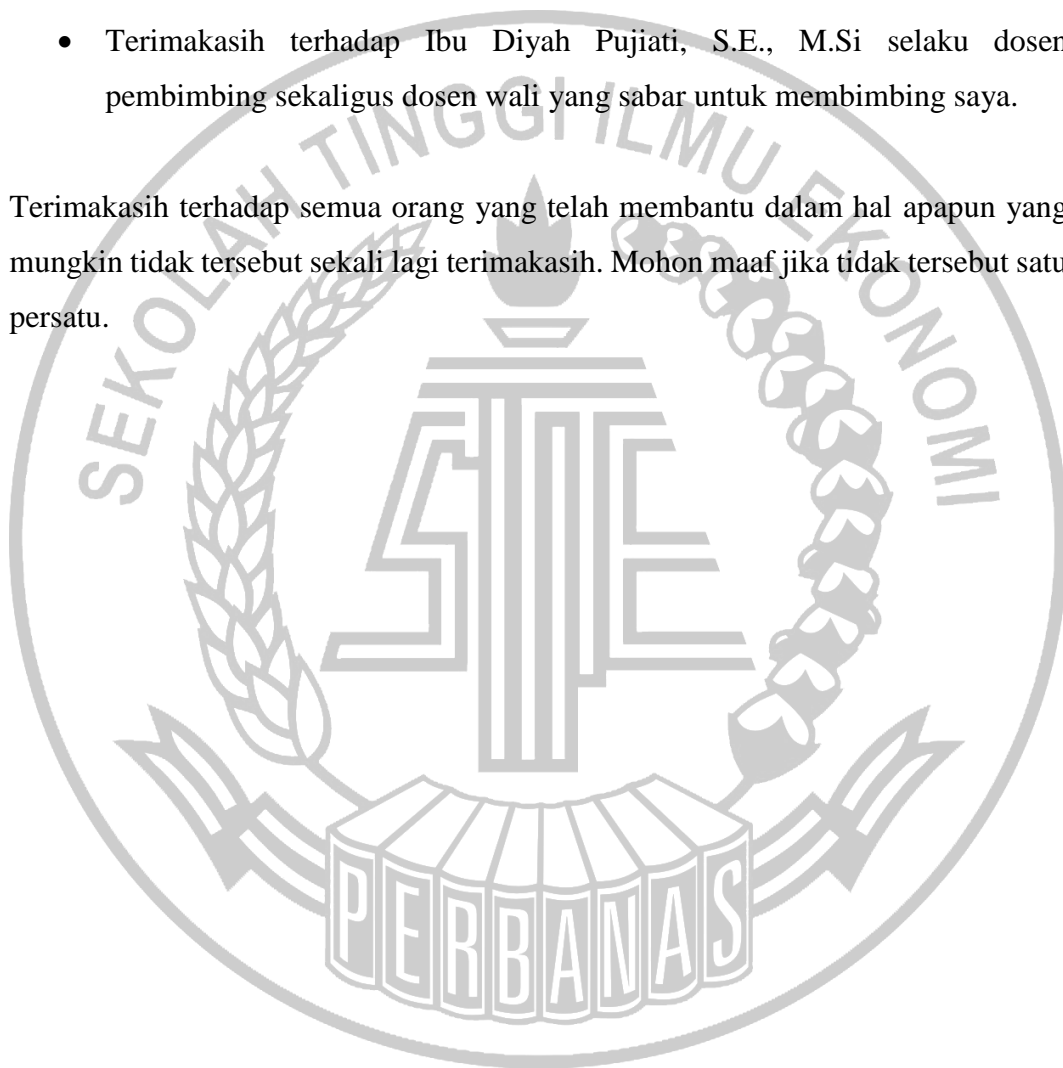 • Terimakasih terhadap Ibu Diyah Pujiati, S.E., M.Si selaku dosen
pembimbing sekaligus dosen wali yang sabar untuk membimbing saya.
Terimakasih terhadap semua orang yang telah membantu dalam hal apapun yang
mungkin tidak tersebut sekali lagi terimakasih. Mohon maaf jika tidak tersebut satu
persatu.
SEKOLAH TINGGI ILMU EKONOMI
STIE
PERBANAS